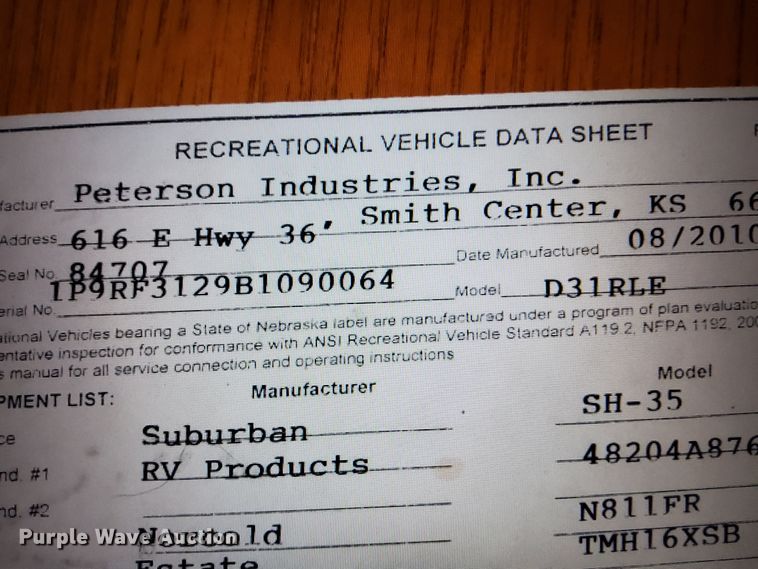 RECREATIONAL VEHICLE DATA SHEET
facturer Peterson Industries, Inc.
Address 616 E Hwy 36, Smith Center, KS 66
Seal No. 84707 Date Manufactured 08/2010
erial No. 1P9RF3129B1090064 Model D31RLE
ational Vehicles bearing a State of Nebraska label are manufactured under a program of plan evaluatio
entative inspection for conformance with ANSI Recreational Vehicle Standard A119.2, NFPA 1192, 200
s manual for all service connection and operating instructions
PMENT LIST: Manufacturer Model
ce Suburban SH-35
nd. #1 RV Products 48204A876
nd. #2
N811FR
TMH16XSB
Estate
Purple Wave Auction